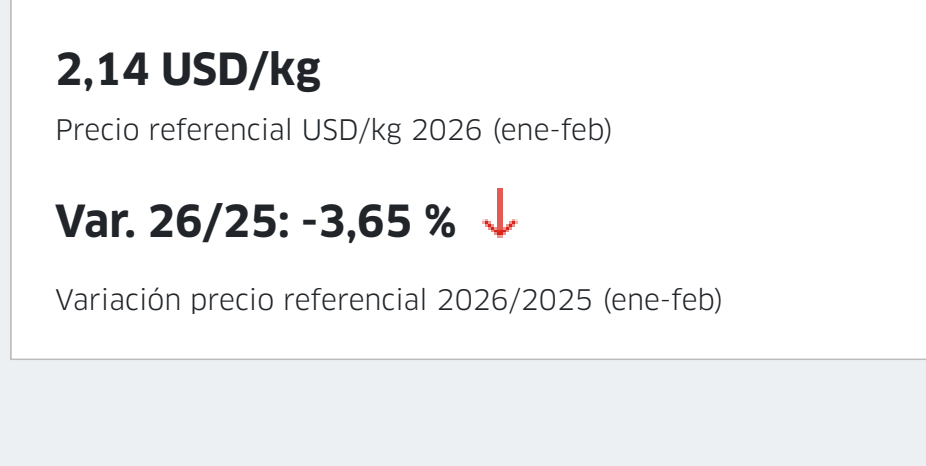 2,14 USD/kg
Precio referencial USD/kg 2026 (ene-feb)
Var. 26/25: -3,65 %
Variación precio referencial 2026/2025 (ene-feb)